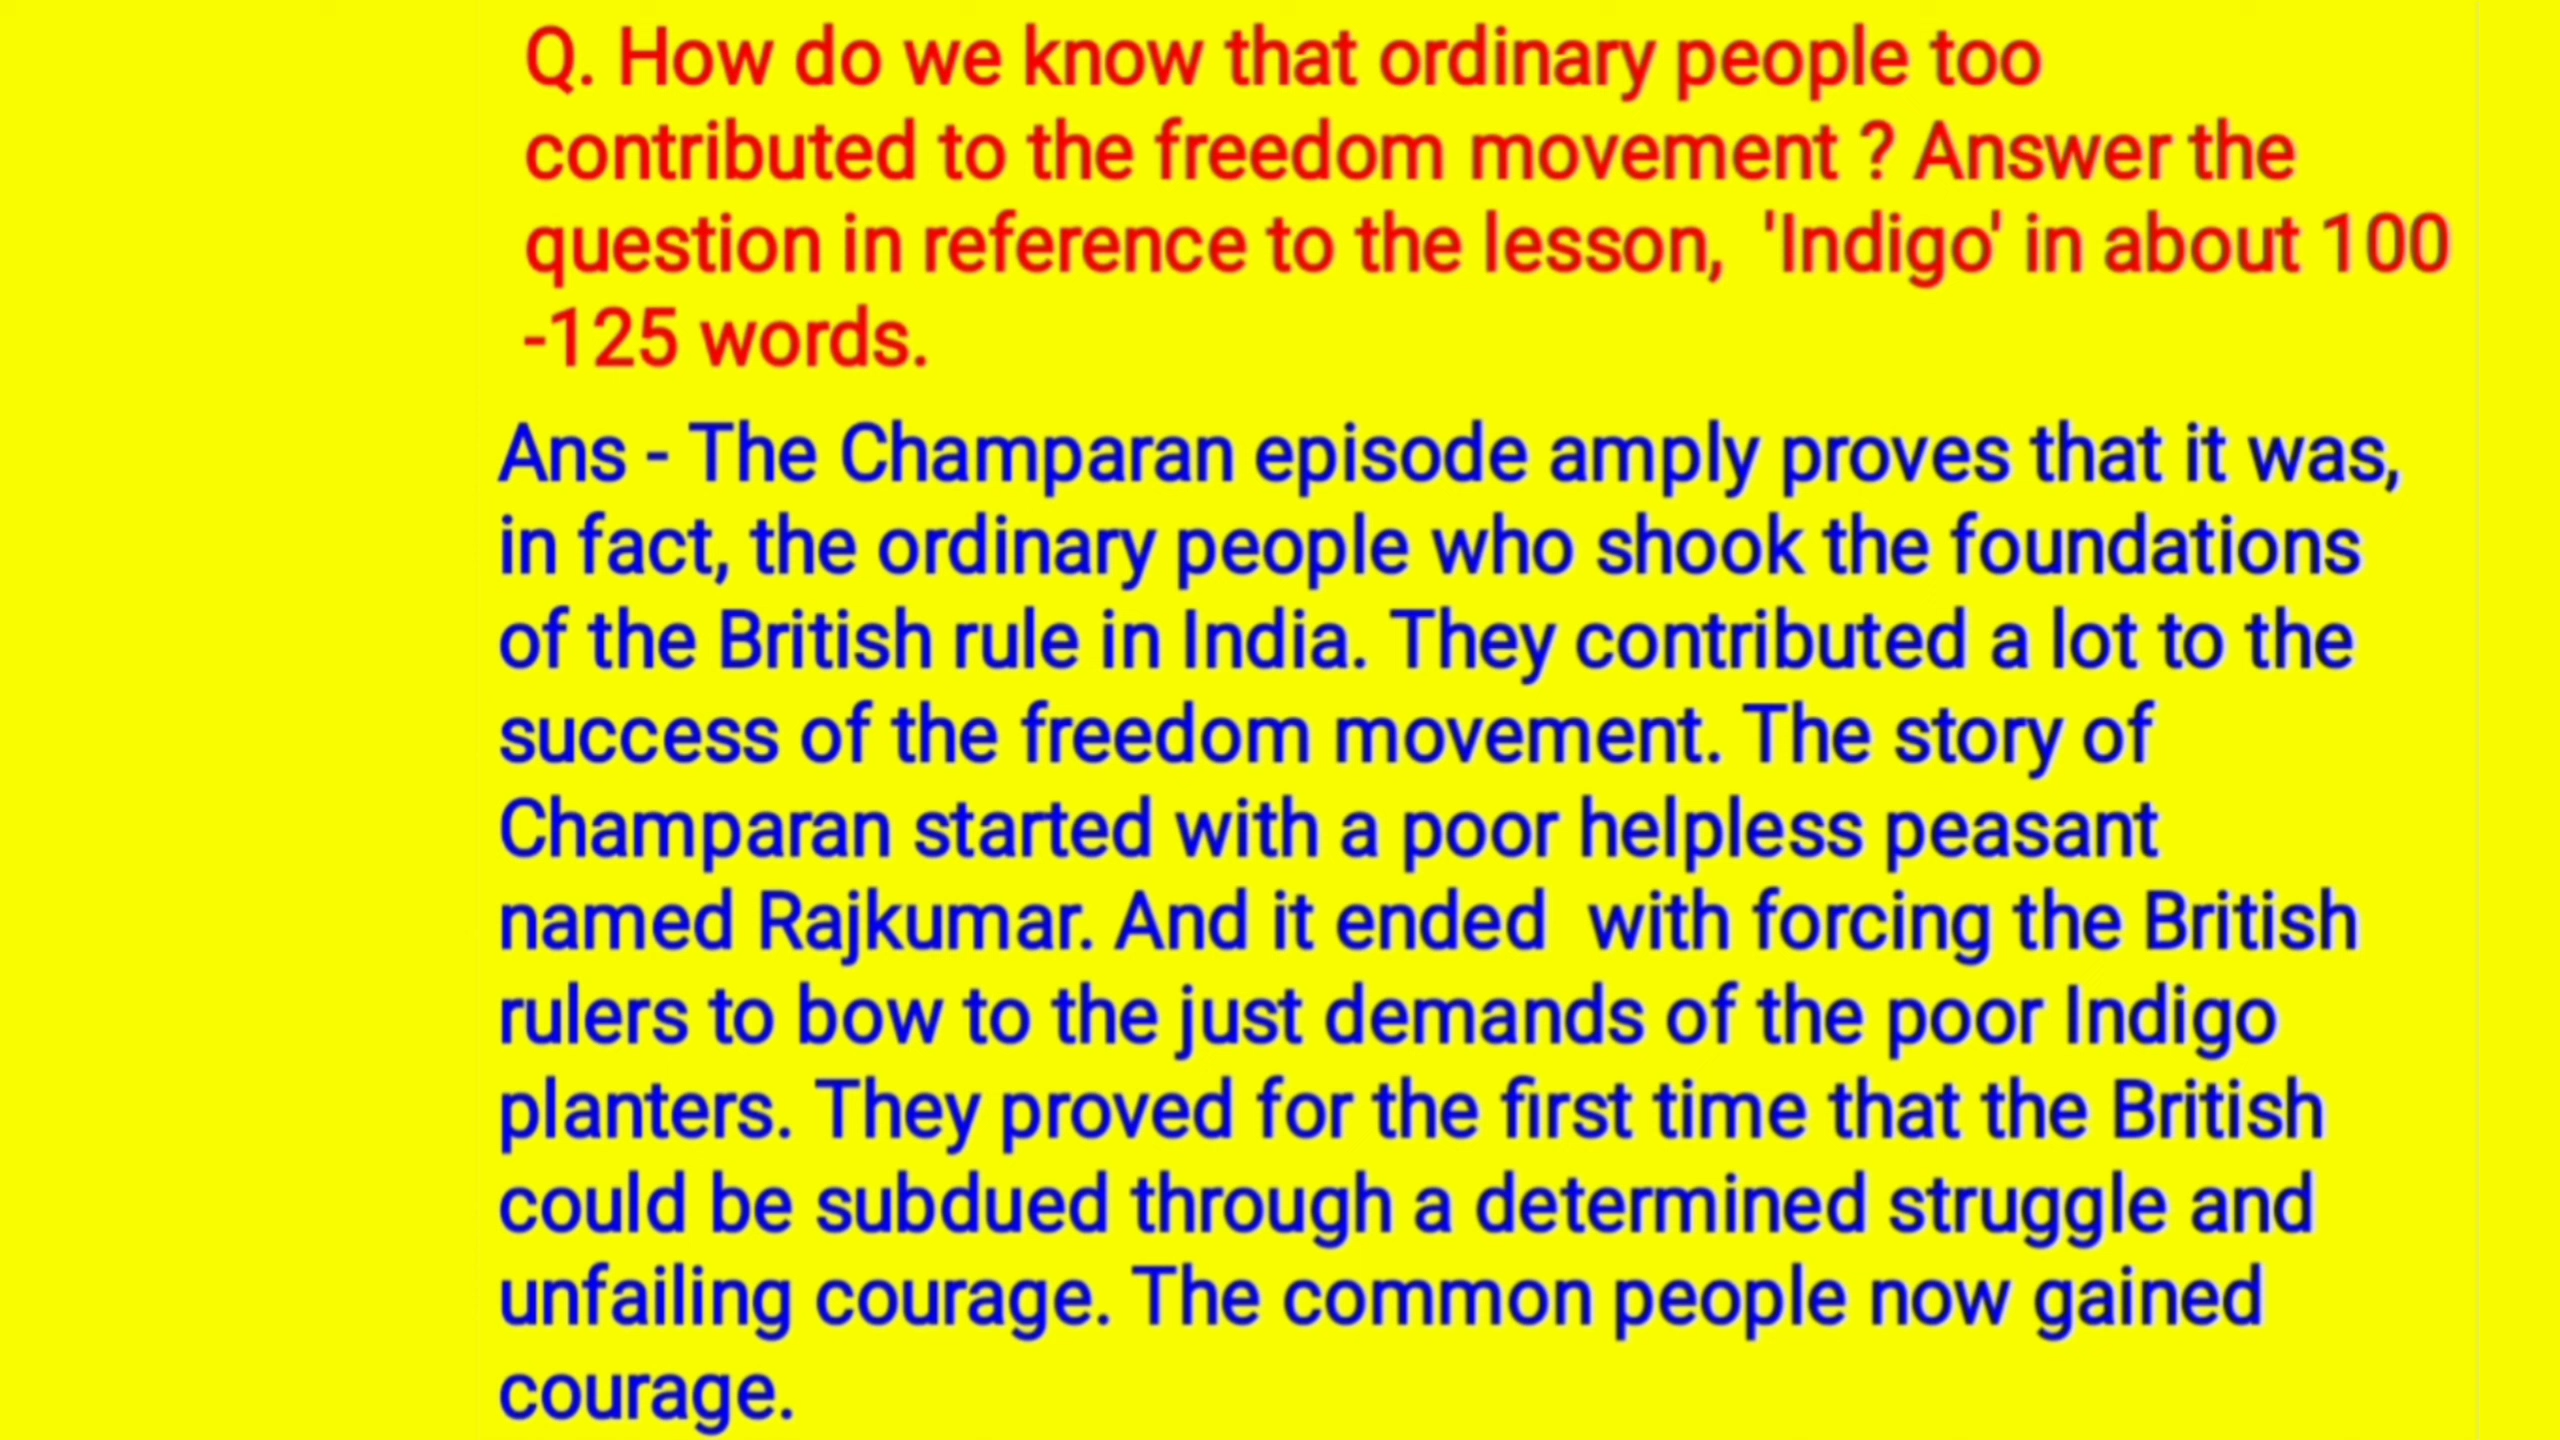 Q. How do we know that ordinary people too
contributed to the freedom movement ? Answer the
question in reference to the lesson,  'Indigo' in about 100
-125 words.
Ans - The Champaran episode amply proves that it was,
in fact, the ordinary people who shook the foundations
of the British rule in India. They contributed a lot to the
success of the freedom movement. The story of
Champaran started with a poor helpless peasant
named Rajkumar. And it ended  with forcing the British
rulers to bow to the just demands of the poor Indigo
planters. They proved for the first time that the British
could be subdued through a determined struggle and
unfailing courage. The common people now gained
courage.